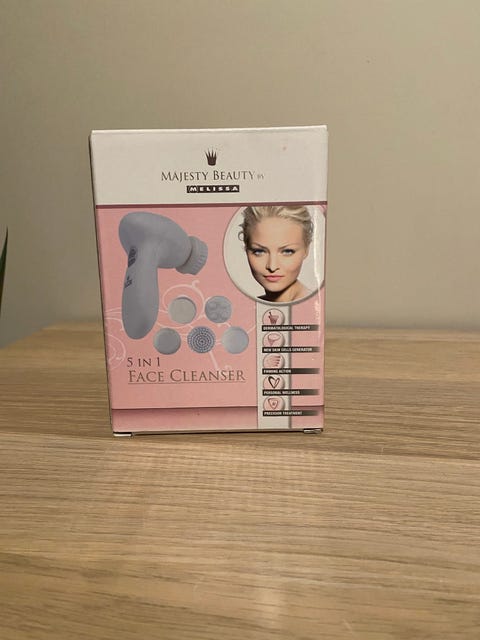 MAJESTY BEAUTY BY
MELISSA
5 IN 1
FACE CLEANSER
DERMATOLOGICAL THERAPY
NEW SKIN CELLS GENERATOR
FIRMING ACTION
PERSONAL WELLNESS
PRECISION TREATMENT